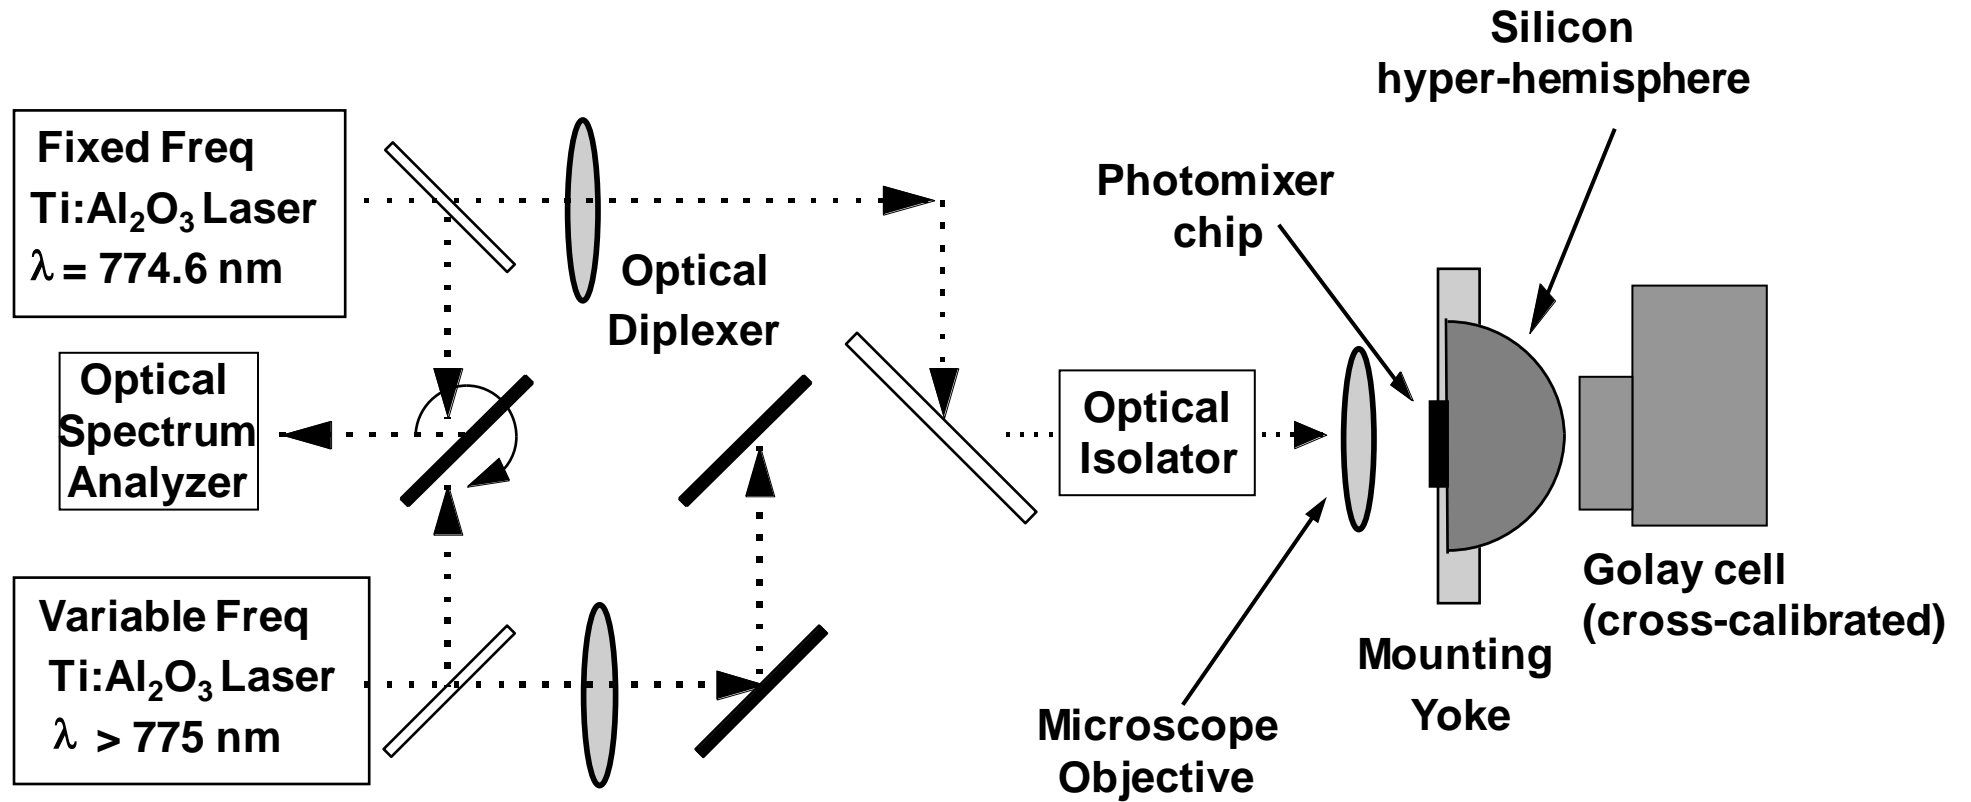 Silicon
hyper-hemisphere
Fixed Freq
Ti:Al₂O₃ Laser
λ = 774.6 nm
Photomixer
chip
Optical
Diplexer
Optical
Spectrum
Analyzer
Optical
Isolator
Golay cell
(cross-calibrated)
Variable Freq
Ti:Al₂O₃ Laser
λ > 775 nm
Mounting
Yoke
Microscope
Objective